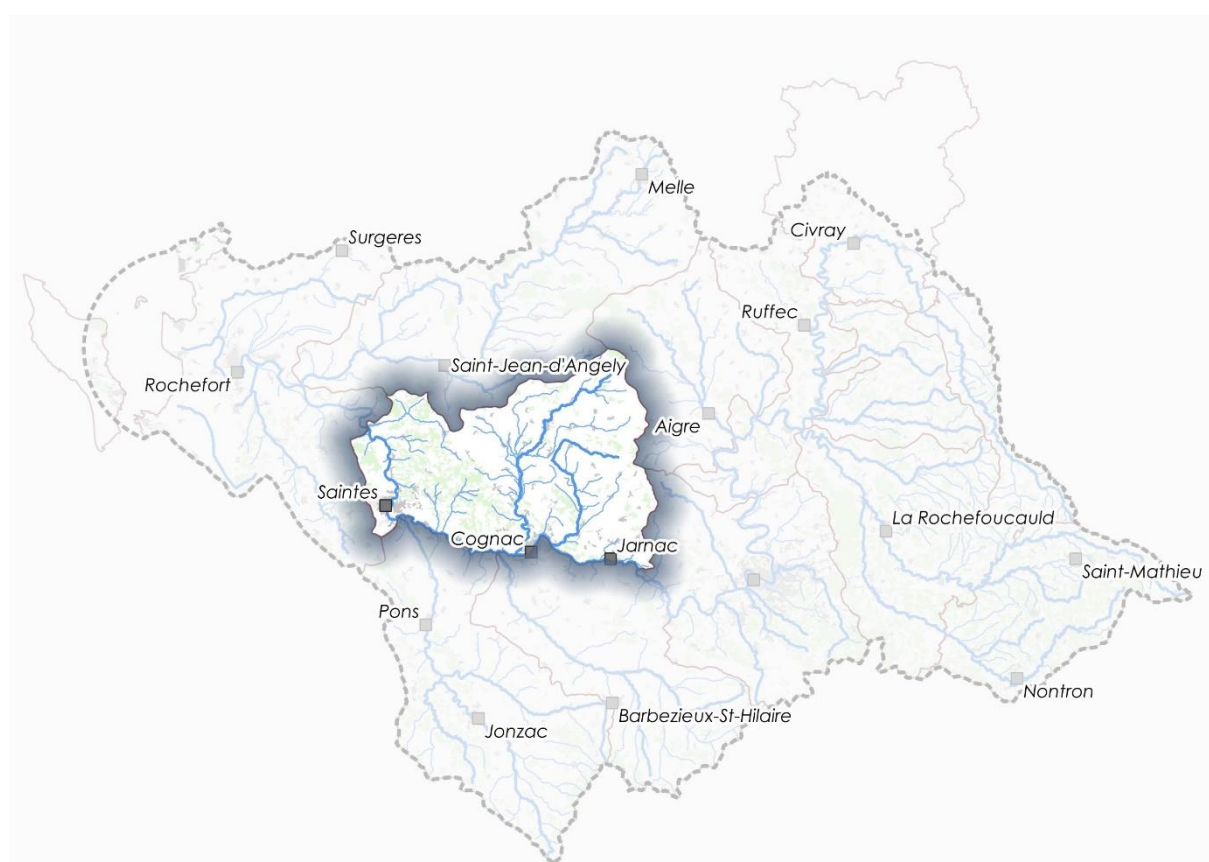 Melle
Civray
Surgeres
Ruffec
Saint-Jean-d'Angely
Rochefort
Aigre
Saintes
La Rochefoucauld
Cognac
Jarnac
Saint-Mathieu
Pons
Nontron
Barbezieux-St-Hilaire
Jonzac